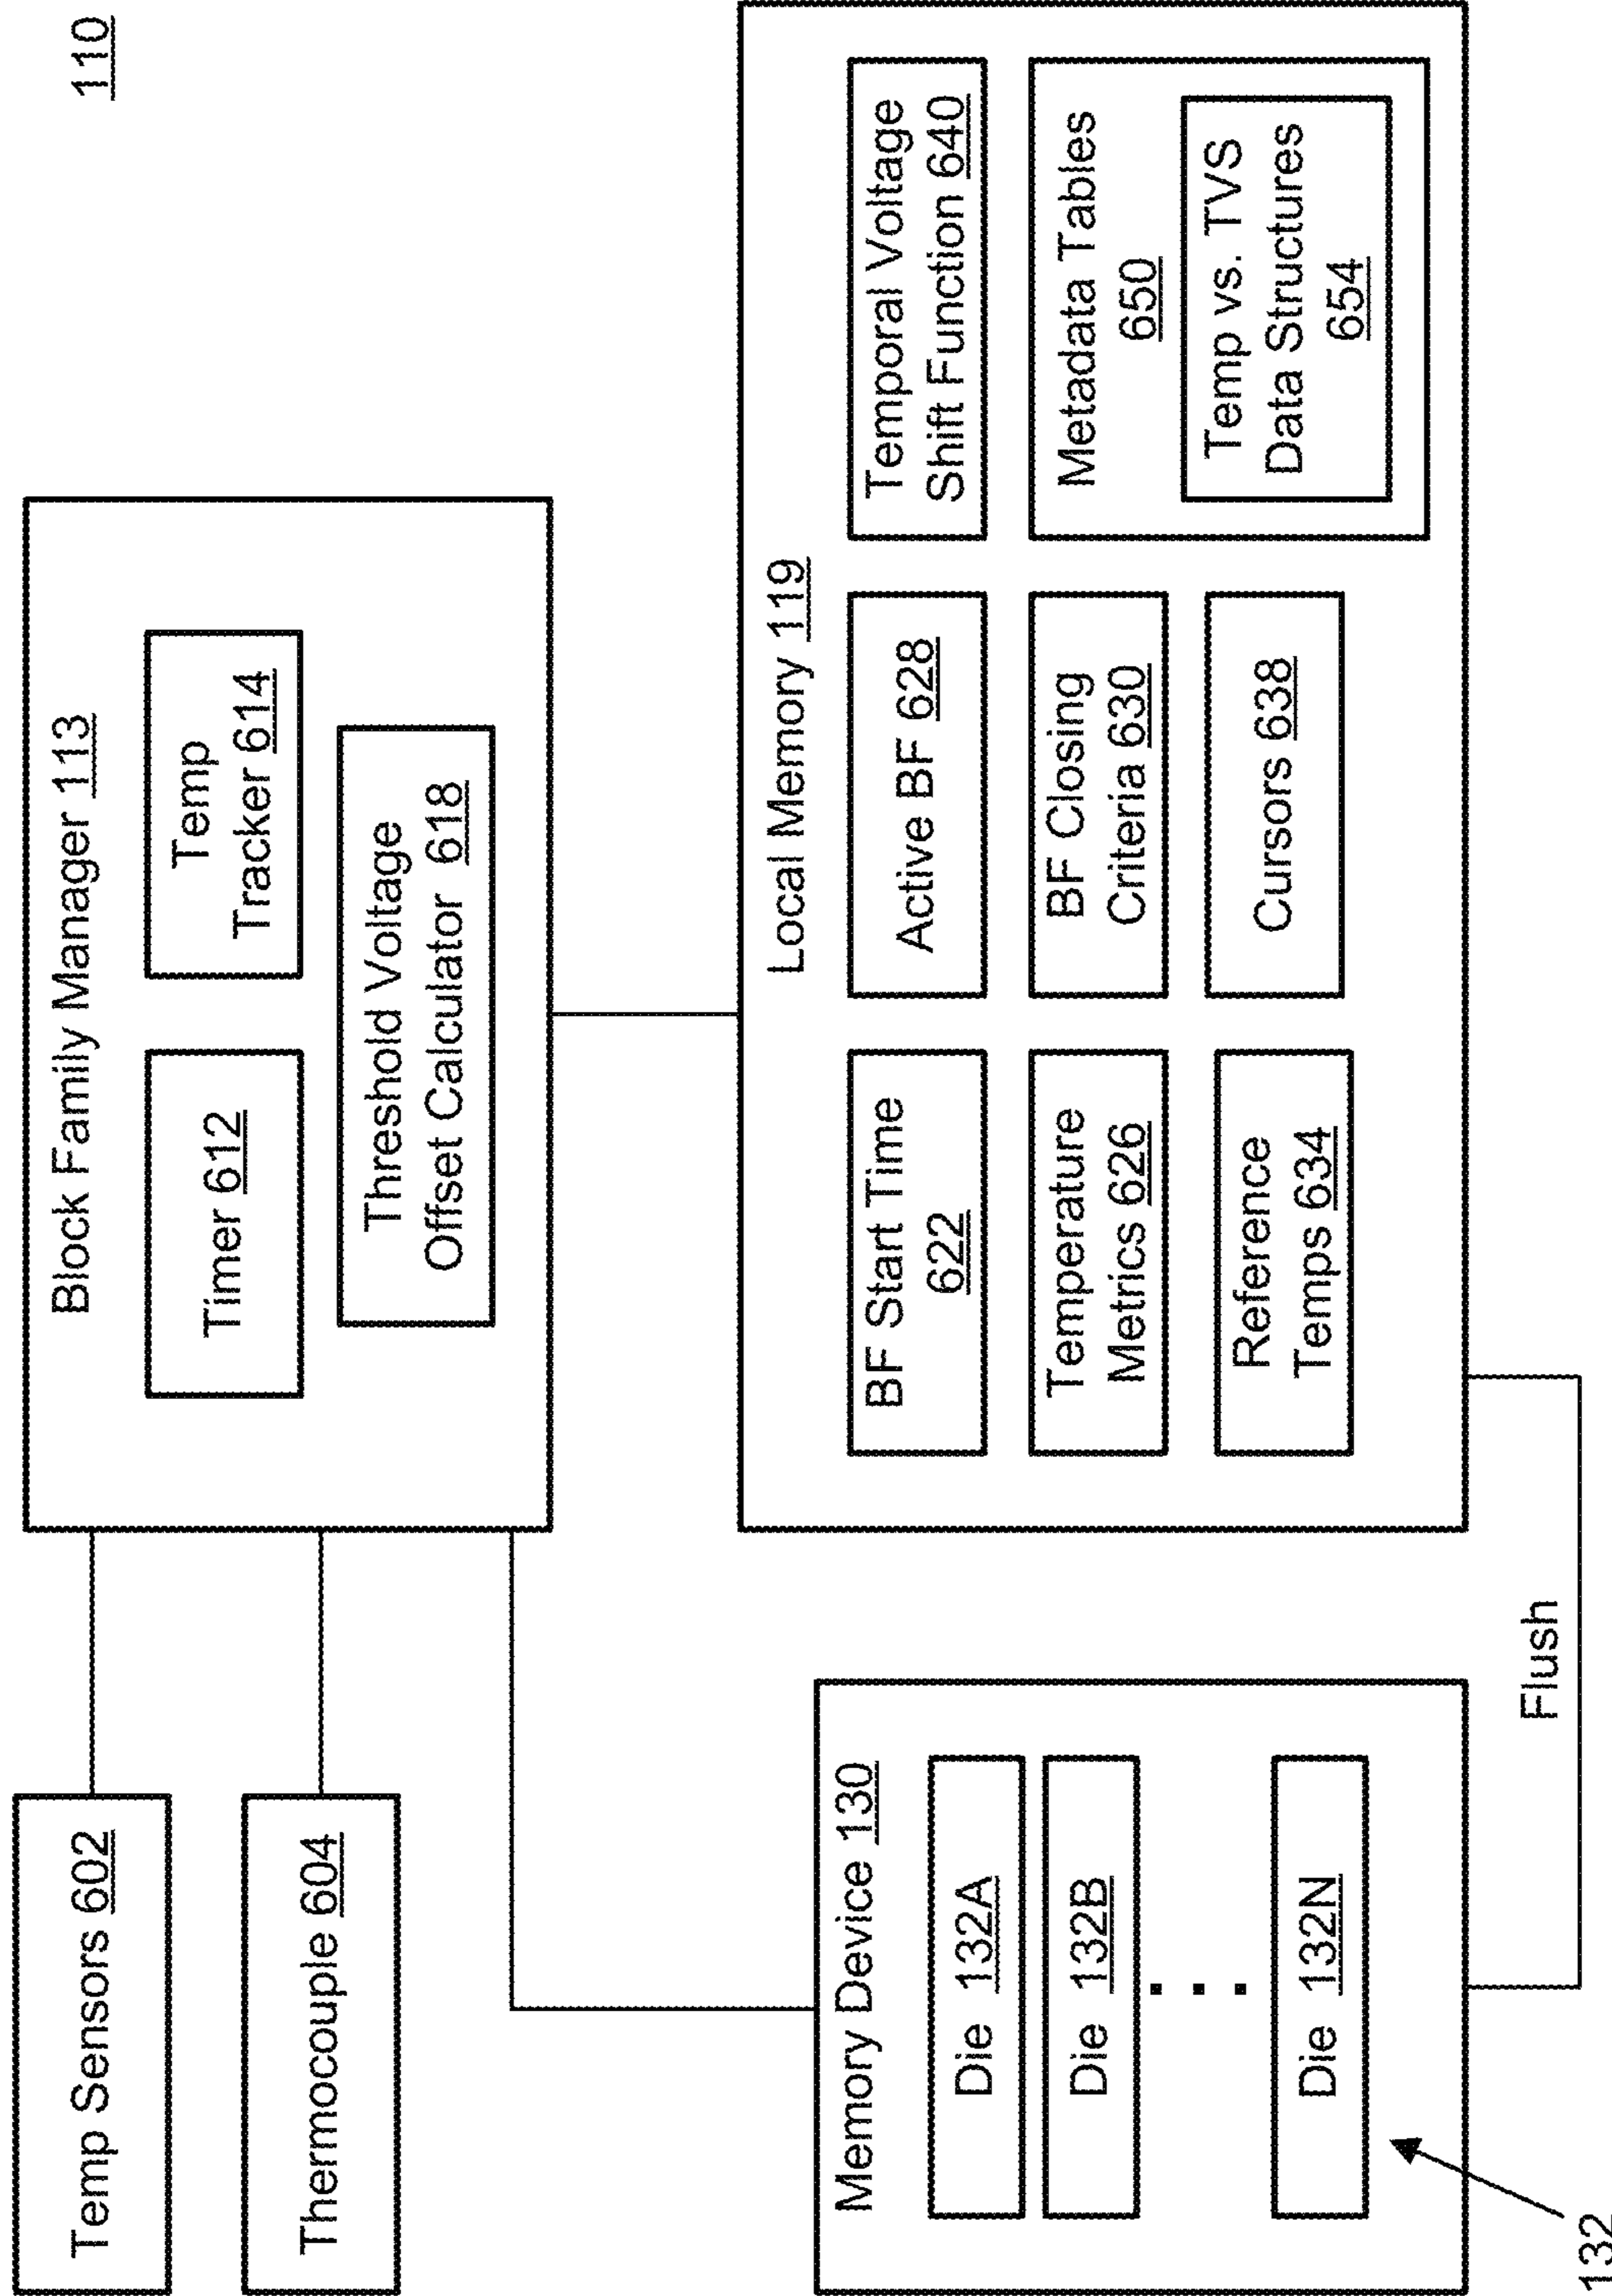 110
Temp Sensors 602
Thermocouple 604
Block Family Manager 113
Timer 612
Temp
Tracker 614
Threshold Voltage
Offset Calculator 618
Memory Device 130
Die 132A
Die 132B
Die 132N
132
Flush
Local Memory 119
BF Start Time
622
Active BF 628
Temporal Voltage
Shift Function 640
Temperature
Metrics 626
BF Closing
Criteria 630
Metadata Tables
650
Temp vs. TVS
Data Structures
654
Reference
Temps 634
Cursors 638